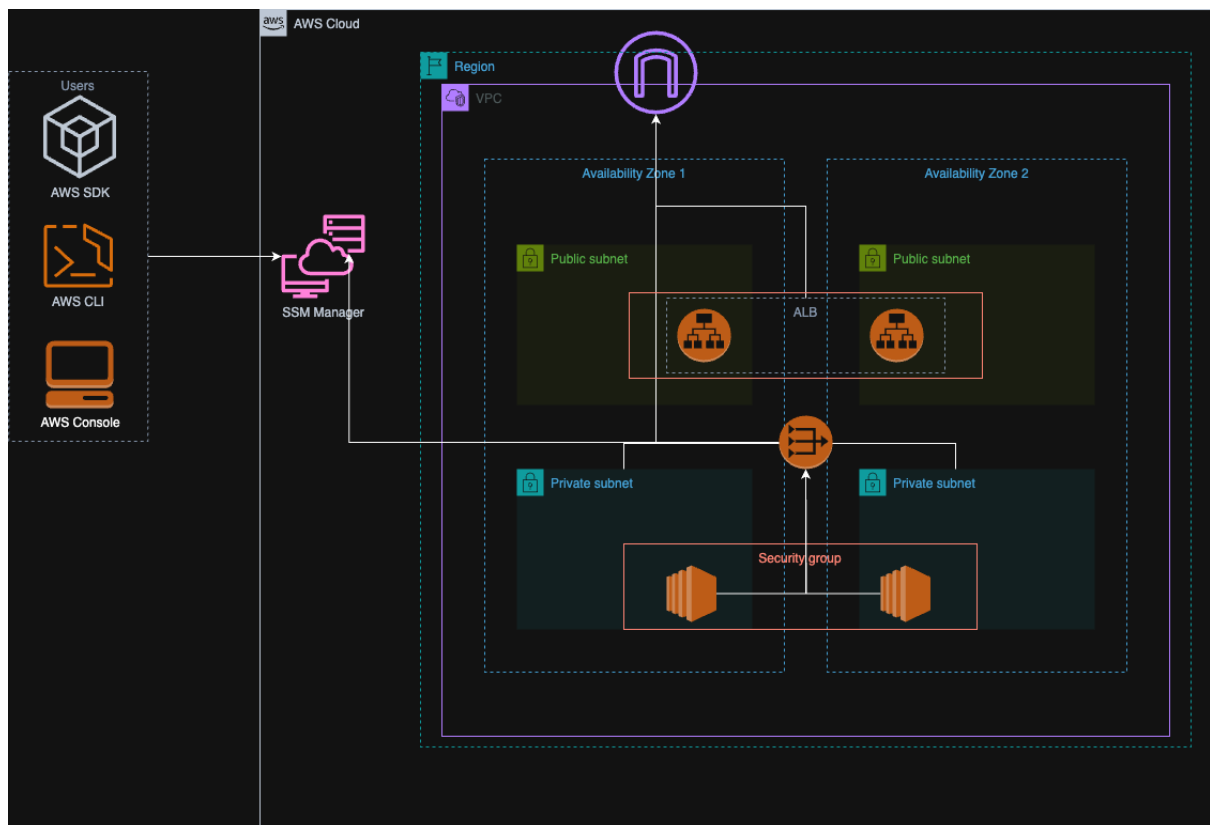 aws
AWS Cloud
Region
VPC
Users
AWS SDK
AWS CLI
AWS Console
SSM Manager
Availability Zone 1
Availability Zone 2
Public subnet
Public subnet
ALB
Private subnet
Private subnet
Security group